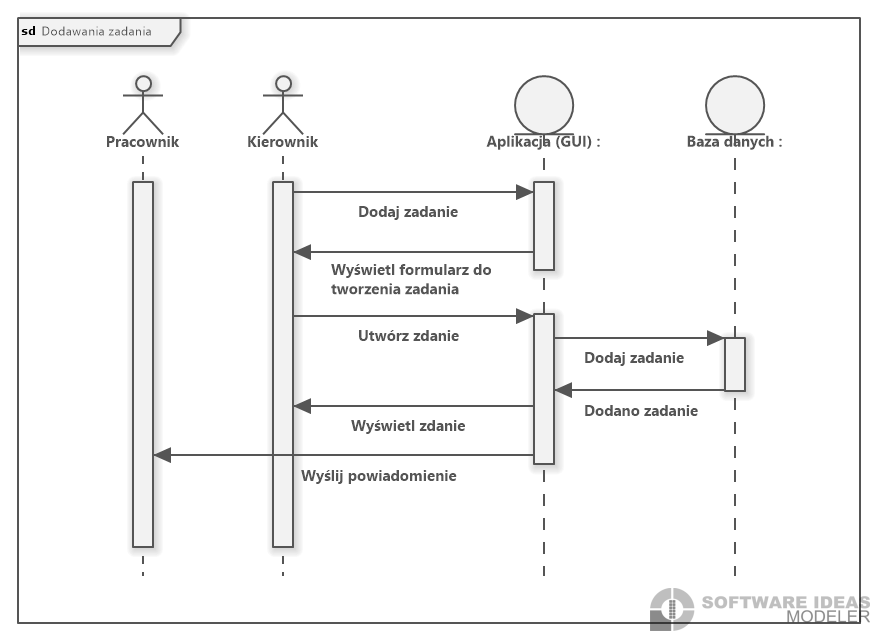 sd Dodawania zadania
Pracownik
Kierownik
Aplikacja (GUI) :
Baza danych :
Dodaj zadanie
Wyświetl formularz do
tworzenia zadania
Utwórz zdanie
Dodaj zadanie
Dodano zadanie
Wyświetl zdanie
Wyślij powiadomienie
SOFTWARE IDEAS
MODELER